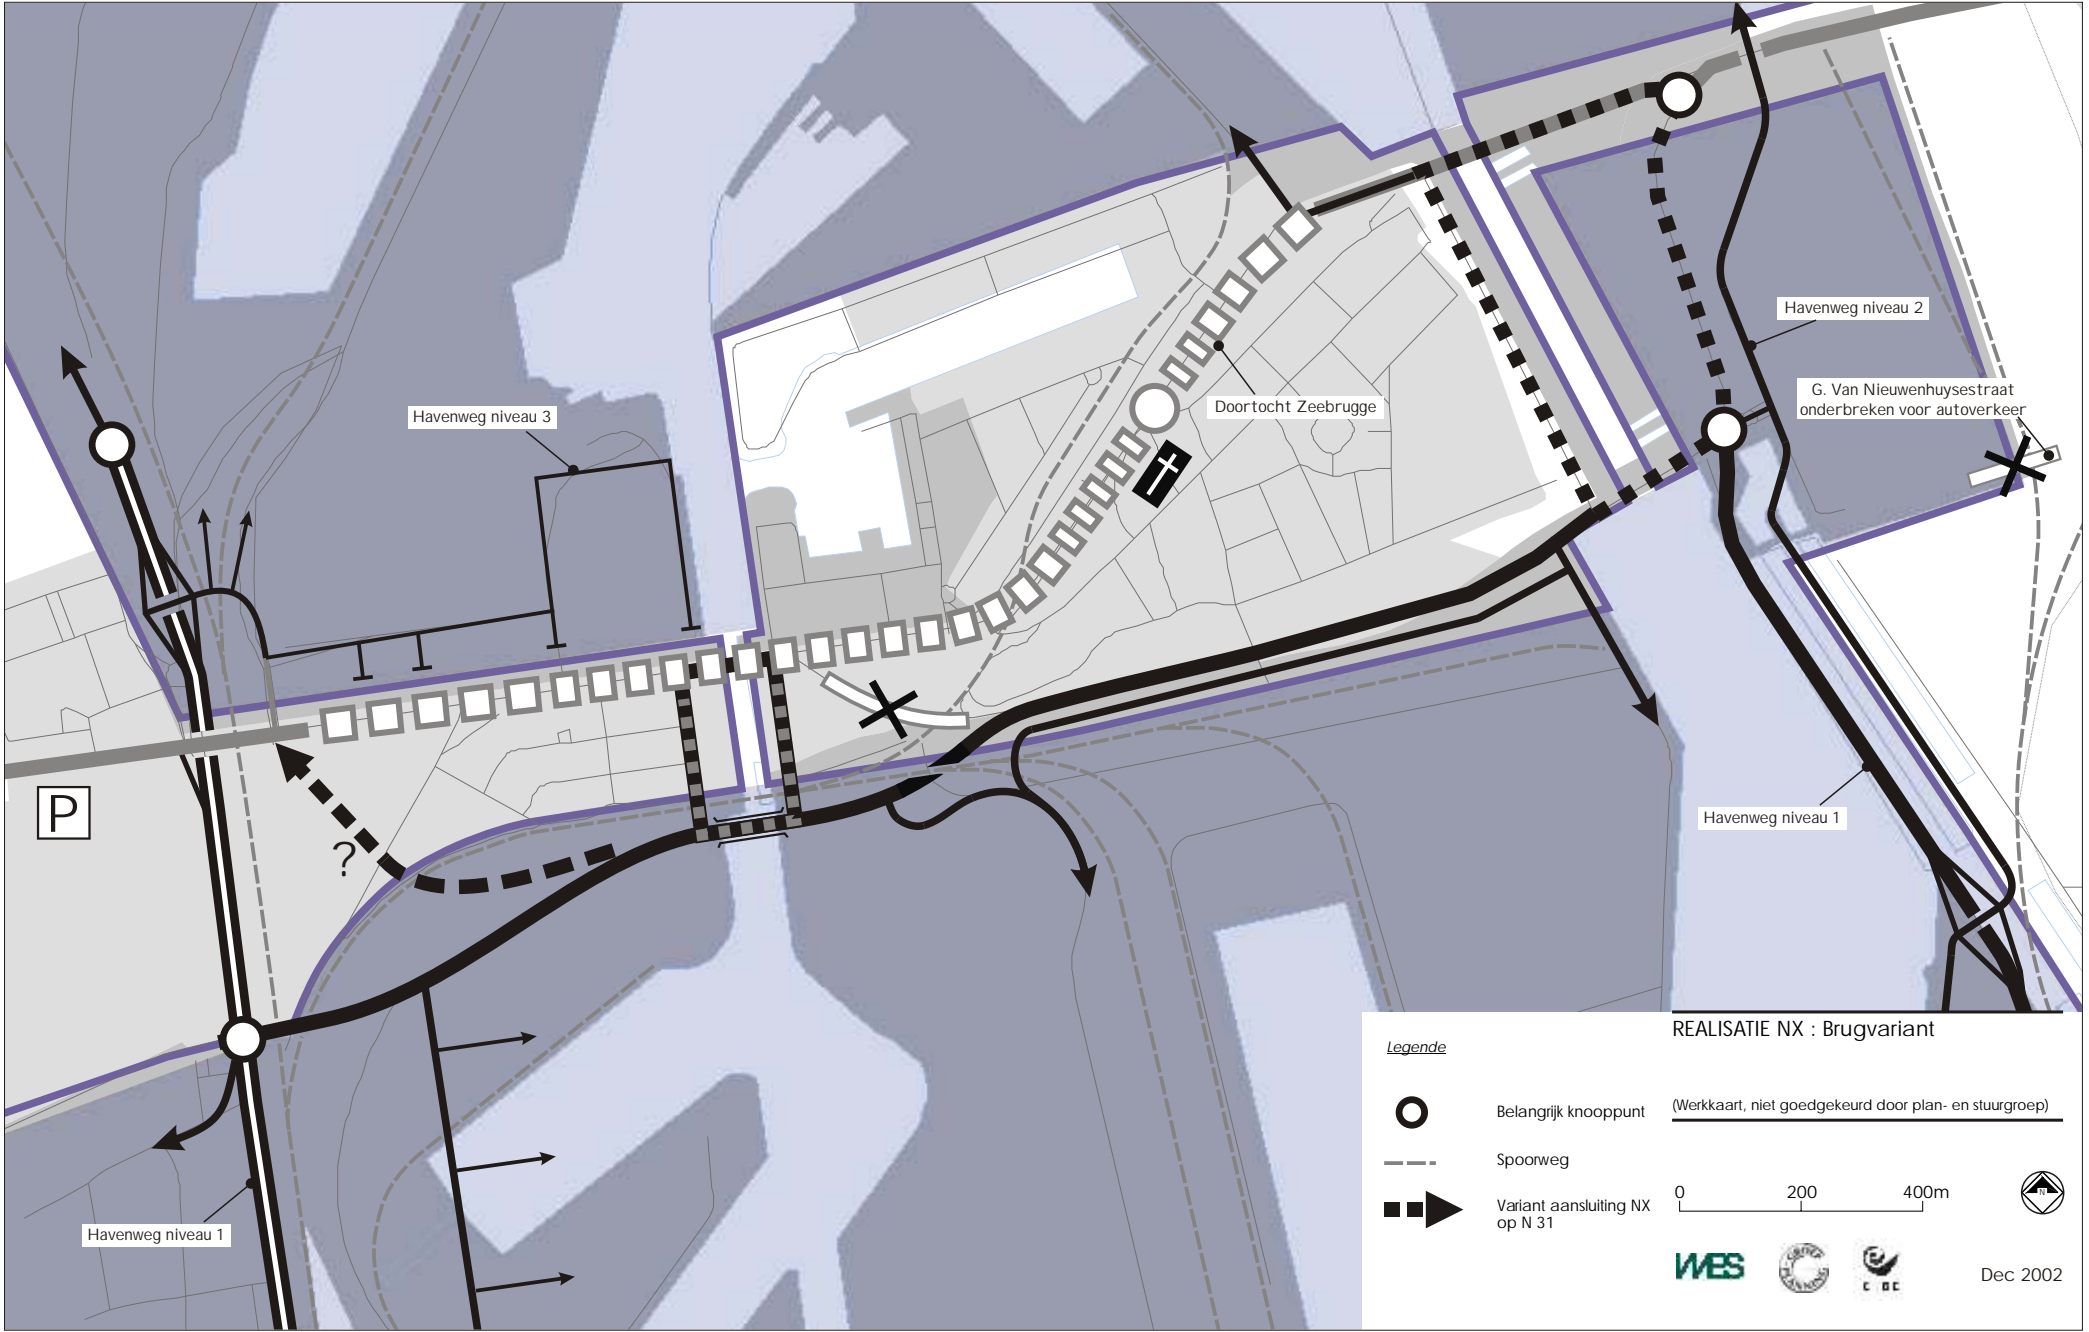 Havenweg niveau 2
G. Van Nieuwenhuysestraat
onderbreken voor autoverkeer
Havenweg niveau 3
Doortocht Zeebrugge
P
?
Havenweg niveau 1
Havenweg niveau 1
Legende
Belangrijk knooppunt
Spoorweg
Variant aansluiting NX
op N 31
REALISATIE NX : Brugvariant
(Werkkaart, niet goedgekeurd door plan- en stuurgroep)
0 200 400m
N
WES
GROEP
PLANNING
Dec 2002